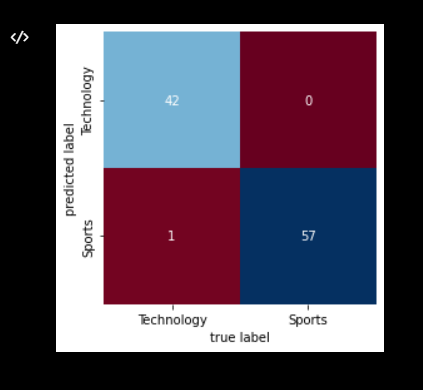 </>
Technology
42
0
predicted label
Sports
1
57
Technology
Sports
true label